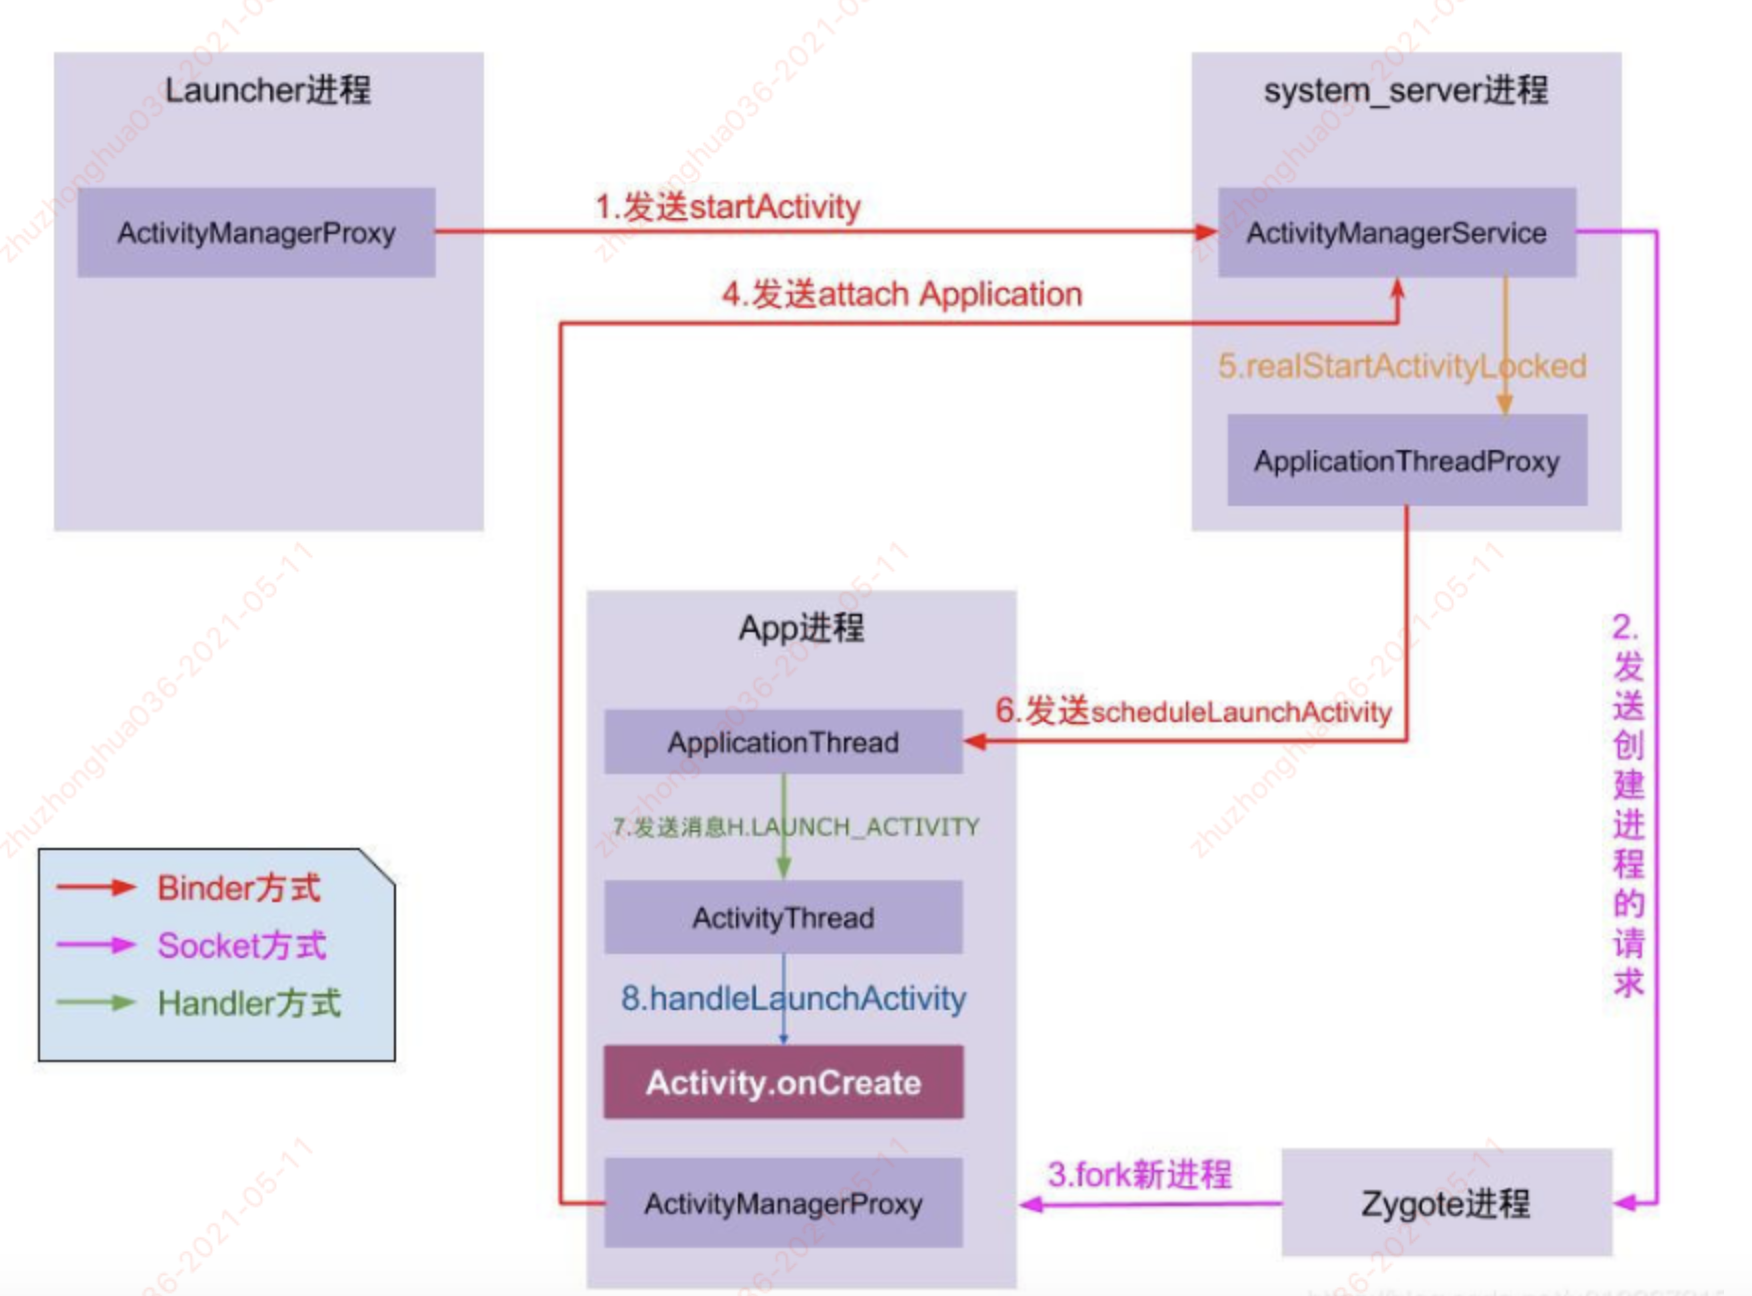 Launcher进程
system_server进程
ActivityManagerProxy
1.发送startActivity
ActivityManagerService
4.发送attach Application
5.realStartActivityLocked
ApplicationThreadProxy
2.发送创建进程的请求
App进程
6.发送scheduleLaunchActivity
ApplicationThread
7.发送消息H.LAUNCH_ACTIVITY
ActivityThread
8.handleLaunchActivity
Activity.onCreate
ActivityManagerProxy
3.fork新进程
Zygote进程
Binder方式
Socket方式
Handler方式
zhuzhonghua036-2021-05-11